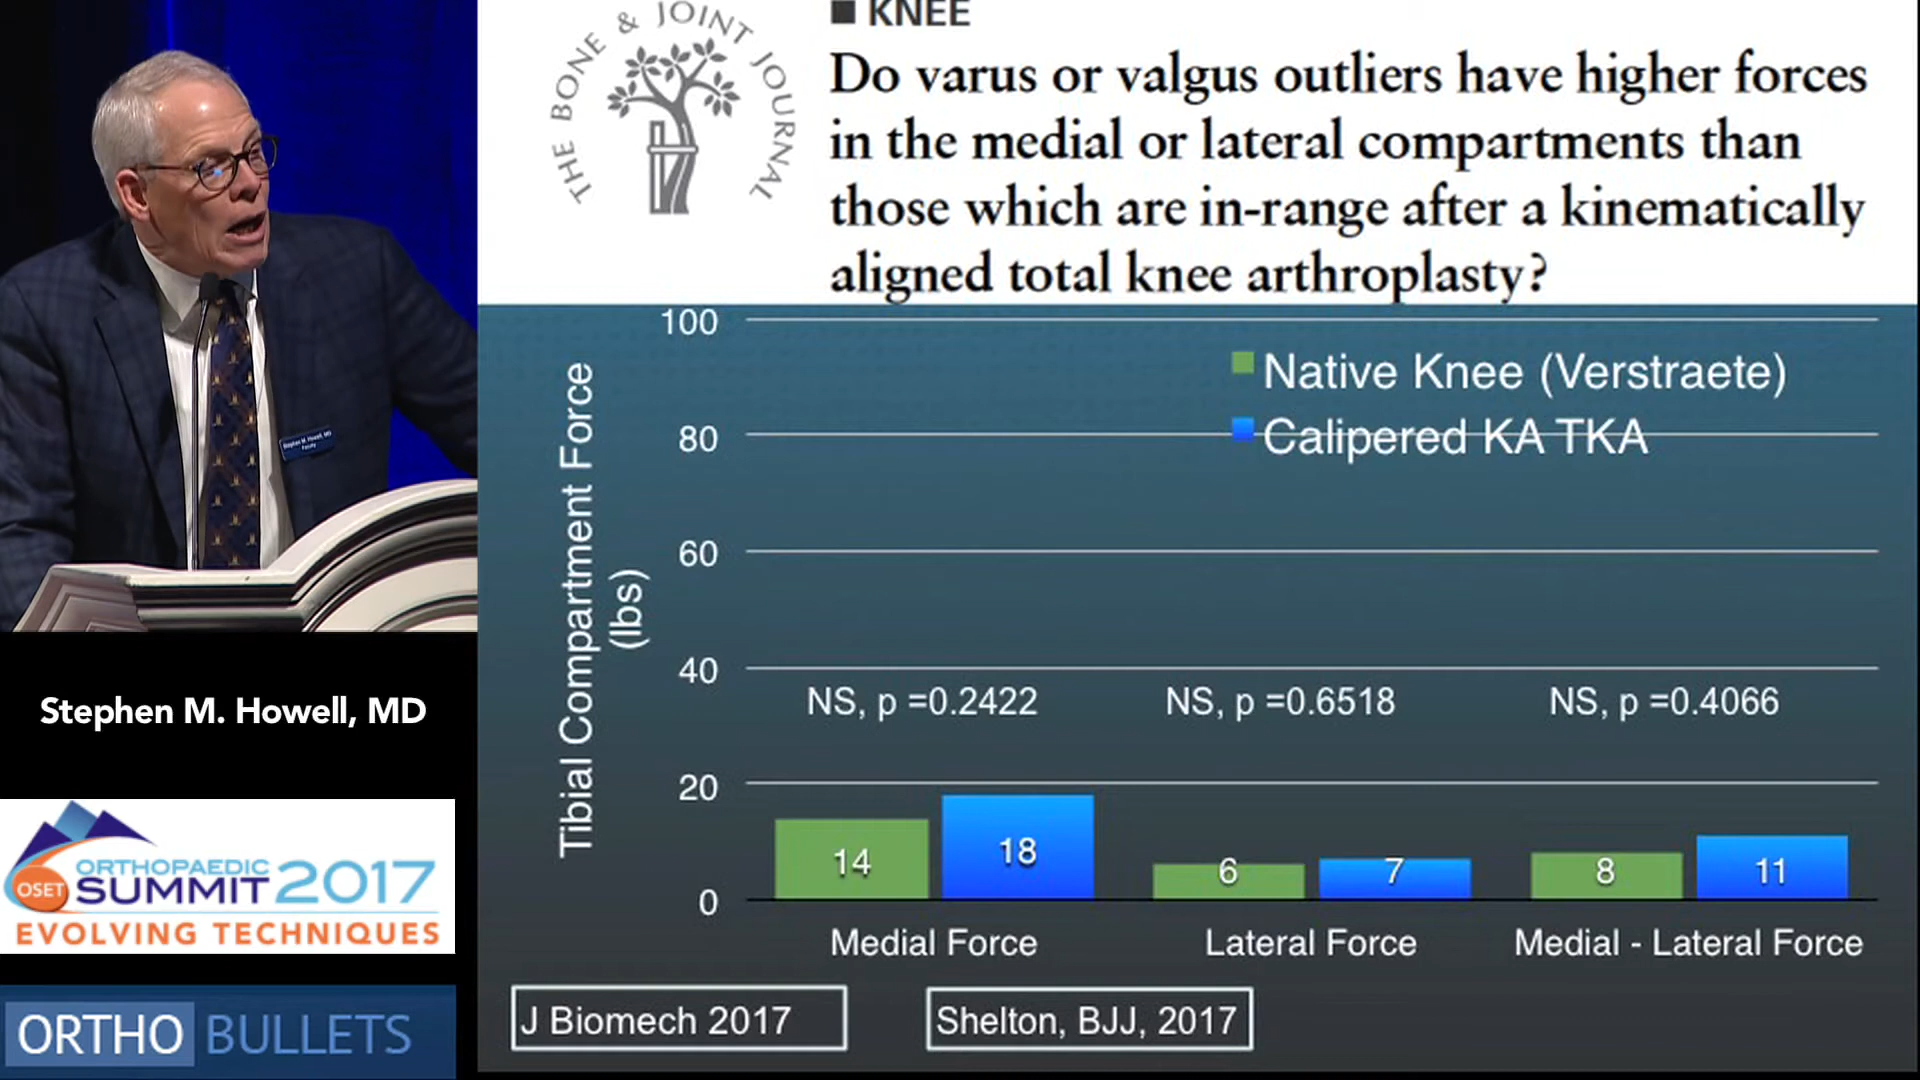 THE BONE & JOINT JOURNAL
■ KNEE
Do varus or valgus outliers have higher forces
in the medial or lateral compartments than
those which are in-range after a kinematically
aligned total knee arthroplasty?
Tibial Compartment Force
(lbs)
100
80
60
40
20
0
Native Knee (Verstraete)
Calipered KA TKA
NS, p =0.2422
NS, p =0.6518
NS, p =0.4066
14
18
6
7
8
11
Medial Force
Lateral Force
Medial - Lateral Force
J Biomech 2017
Shelton, BJJ, 2017
Stephen M. Howell, MD
Faculty
Stephen M. Howell, MD
OSET
ORTHOPAEDIC
SUMMIT 2017
EVOLVING TECHNIQUES
ORTHO BULLETS